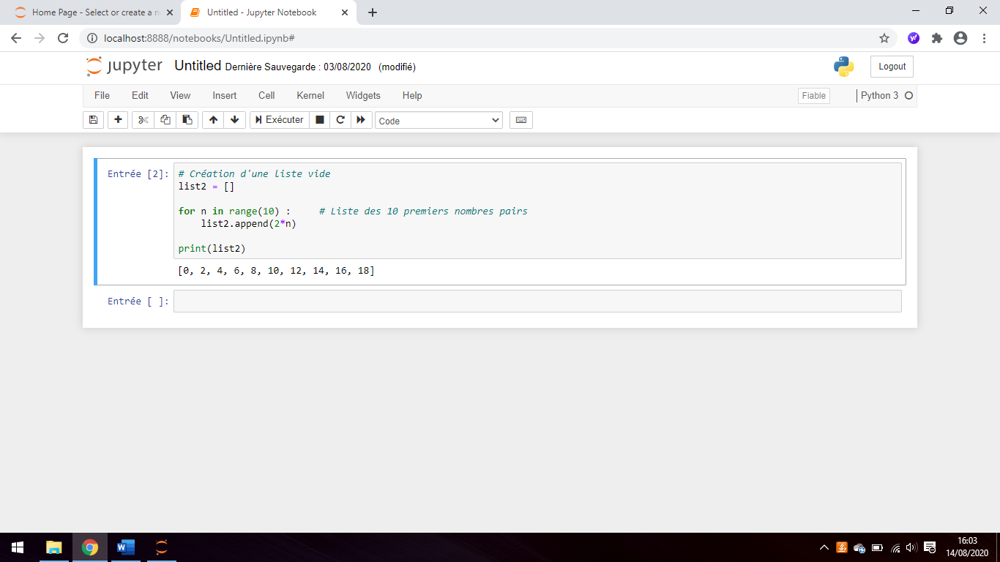 Home Page - Select or create a n
Untitled - Jupyter Notebook
localhost:8888/notebooks/Untitled.ipynb#
jupyter Untitled Dernière Sauvegarde : 03/08/2020 (modifié)
Logout
File Edit View Insert Cell Kernel Widgets Help
Fiable
Python 3
Exécuter
Code
Entrée [2]: # Création d'une liste vide
list2 = []
for n in range(10) : # Liste des 10 premiers nombres pairs
list2.append(2*n)
print(list2)
[0, 2, 4, 6, 8, 10, 12, 14, 16, 18]
Entrée [ ]:
16:03
14/08/2020